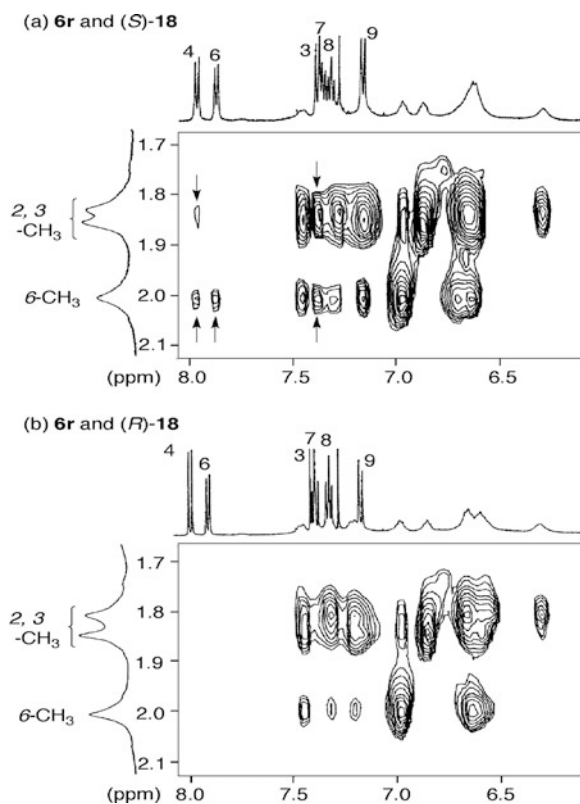 (a) 6r and (S)-18
4 6 3 7 8 9
1.7
1.8
2, 3
-CH₃
1.9
6-CH₃
2.0
2.1
(ppm) 8.0 7.5 7.0 6.5
(b) 6r and (R)-18
4 6 3 7 8 9
1.7
1.8
2, 3
-CH₃
1.9
6-CH₃
2.0
2.1
(ppm) 8.0 7.5 7.0 6.5